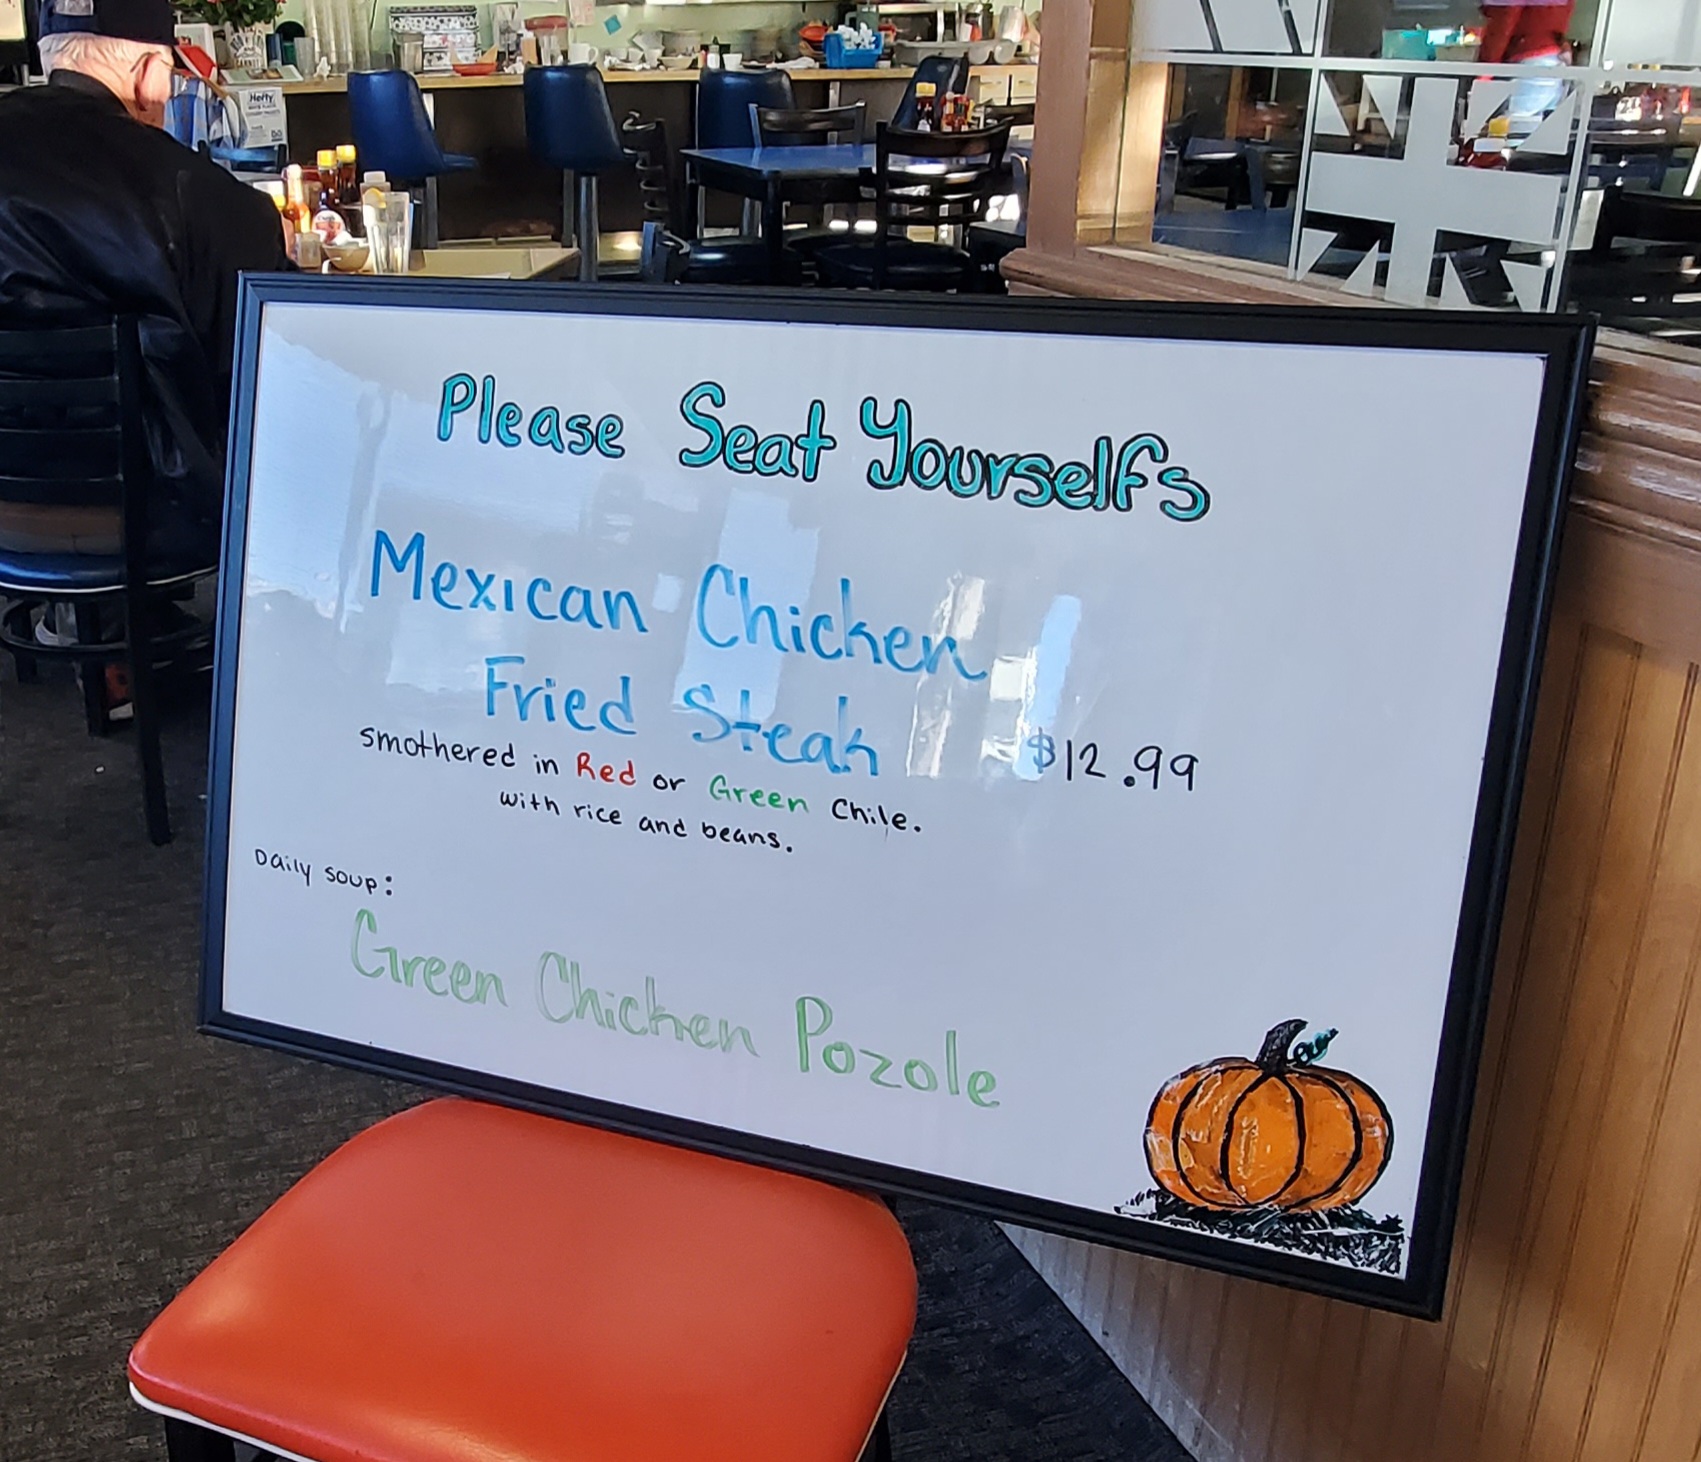 Hefty
Please Seat Yourselfs
Mexican Chicken
Fried Steak $12.99
smothered in Red or Green Chile.
with rice and beans.
Daily soup:
Green Chicken Pozole